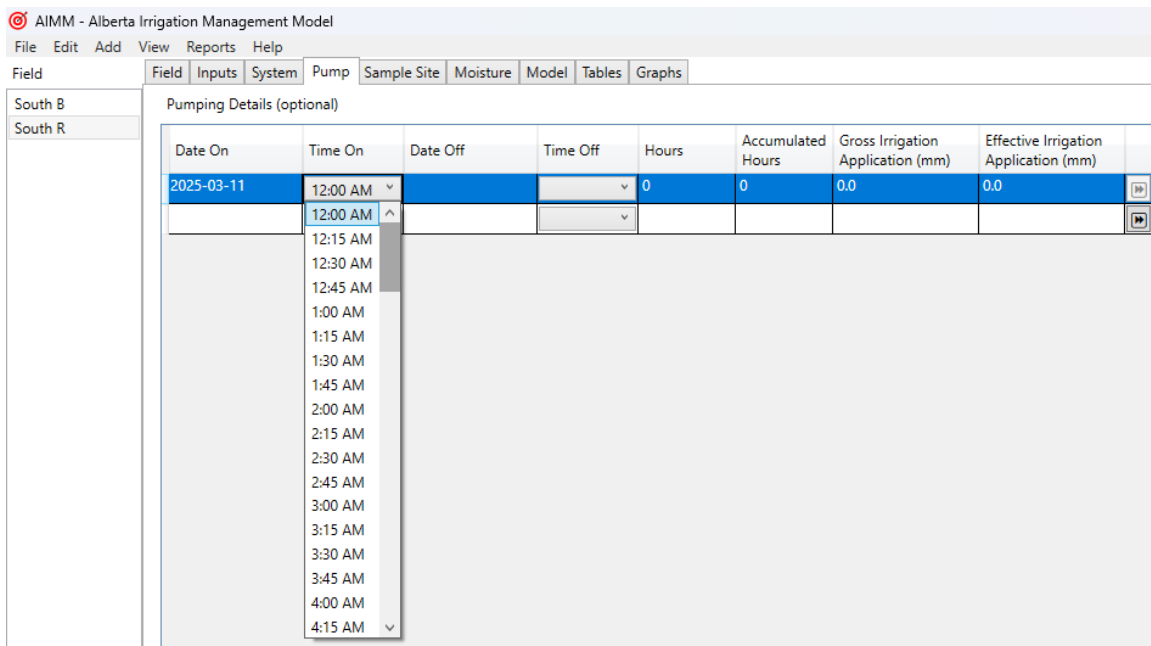 AIMM - Alberta Irrigation Management Model
File Edit Add View Reports Help
Field
Field Inputs System Pump Sample Site Moisture Model Tables Graphs
South B
South R
Pumping Details (optional)
Date On Time On Date Off Time Off Hours Accumulated Hours Gross Irrigation Application (mm) Effective Irrigation Application (mm)
2025-03-11 12:00 AM 0 0 0.0 0.0
12:00 AM
12:15 AM
12:30 AM
12:45 AM
1:00 AM
1:15 AM
1:30 AM
1:45 AM
2:00 AM
2:15 AM
2:30 AM
2:45 AM
3:00 AM
3:15 AM
3:30 AM
3:45 AM
4:00 AM
4:15 AM